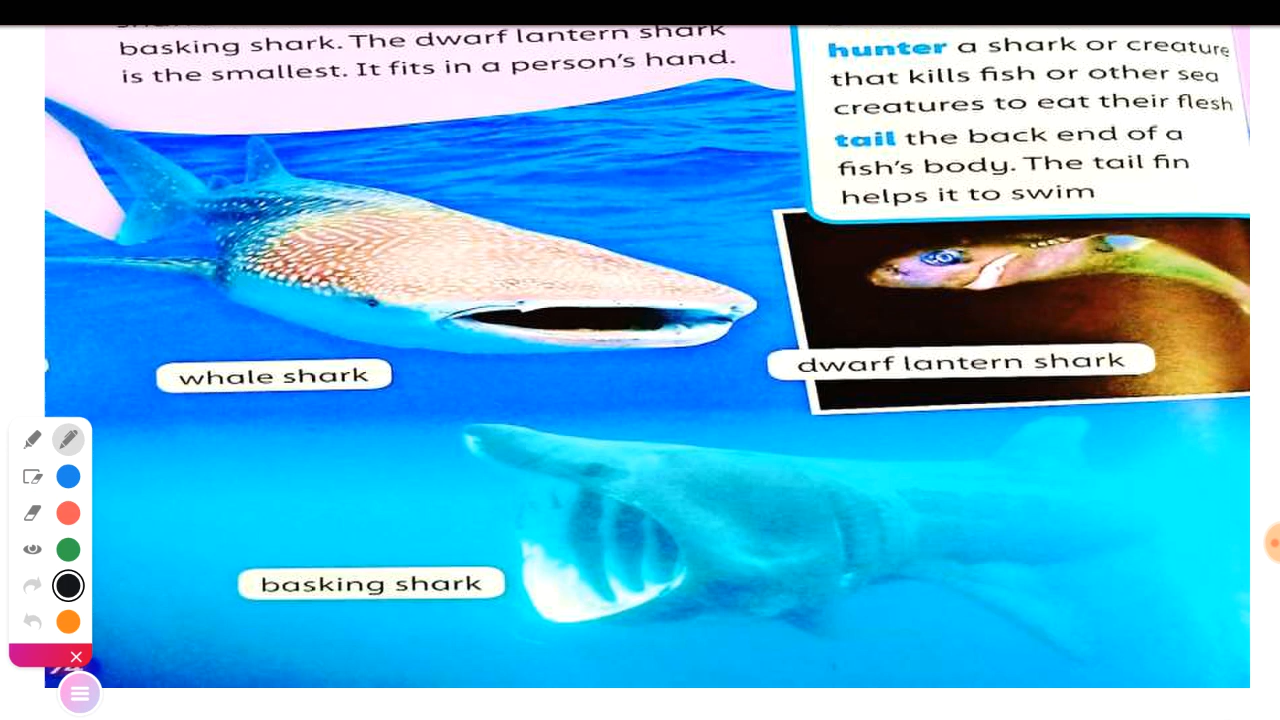 basking shark. The dwarf lantern shark
is the smallest. It fits in a person's hand.
hunter a shark or creature
that kills fish or other sea
creatures to eat their flesh
tail the back end of a
fish's body. The tail fin
helps it to swim
whale shark
dwarf lantern shark
basking shark